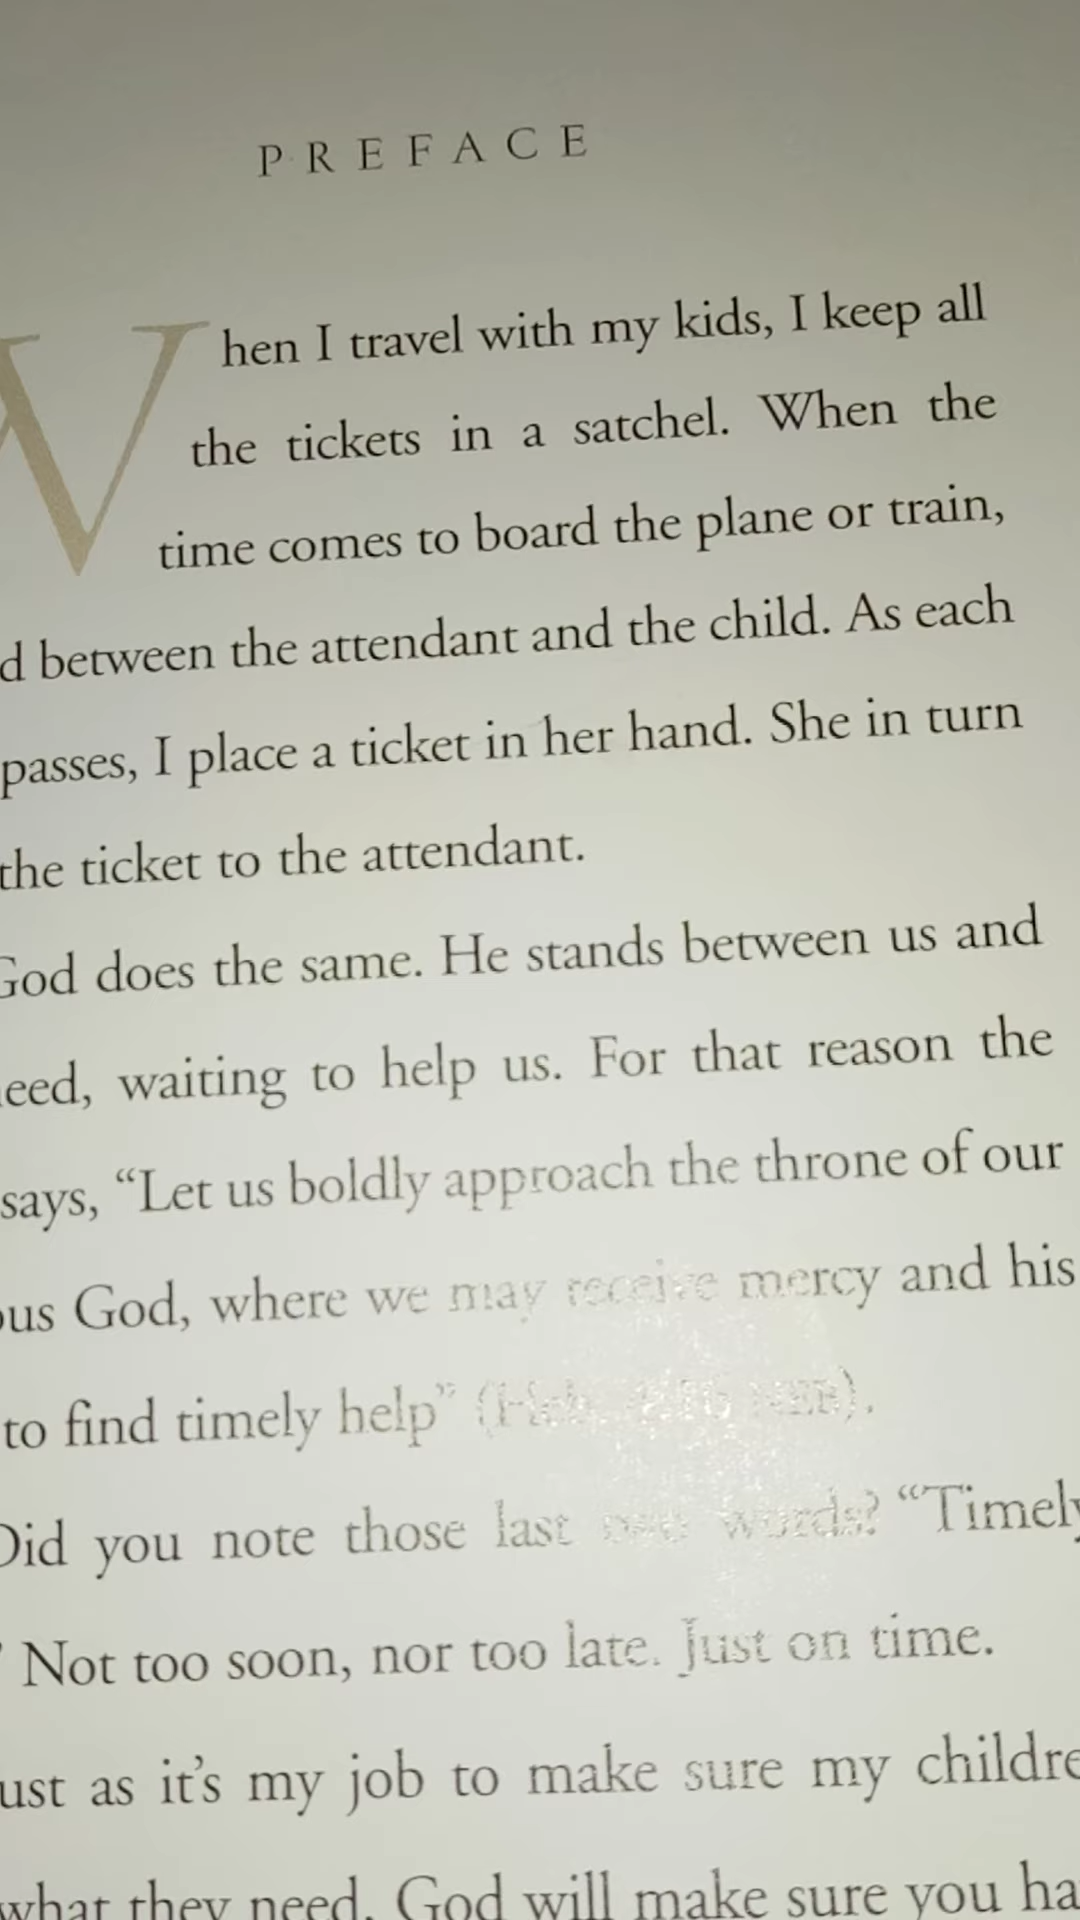 PREFACE
When I travel with my kids, I keep all
the tickets in a satchel. When the
time comes to board the plane or train,
d between the attendant and the child. As each
passes, I place a ticket in her hand. She in turn
the ticket to the attendant.
God does the same. He stands between us and
eed, waiting to help us. For that reason the
says, “Let us boldly approach the throne of our
ous God, where we may receive mercy and his
to find timely help” (Heb. NEB).
Did you note those last words? “Timely
” Not too soon, nor too late. Just on time.
ust as it’s my job to make sure my childre
what they need, God will make sure you ha